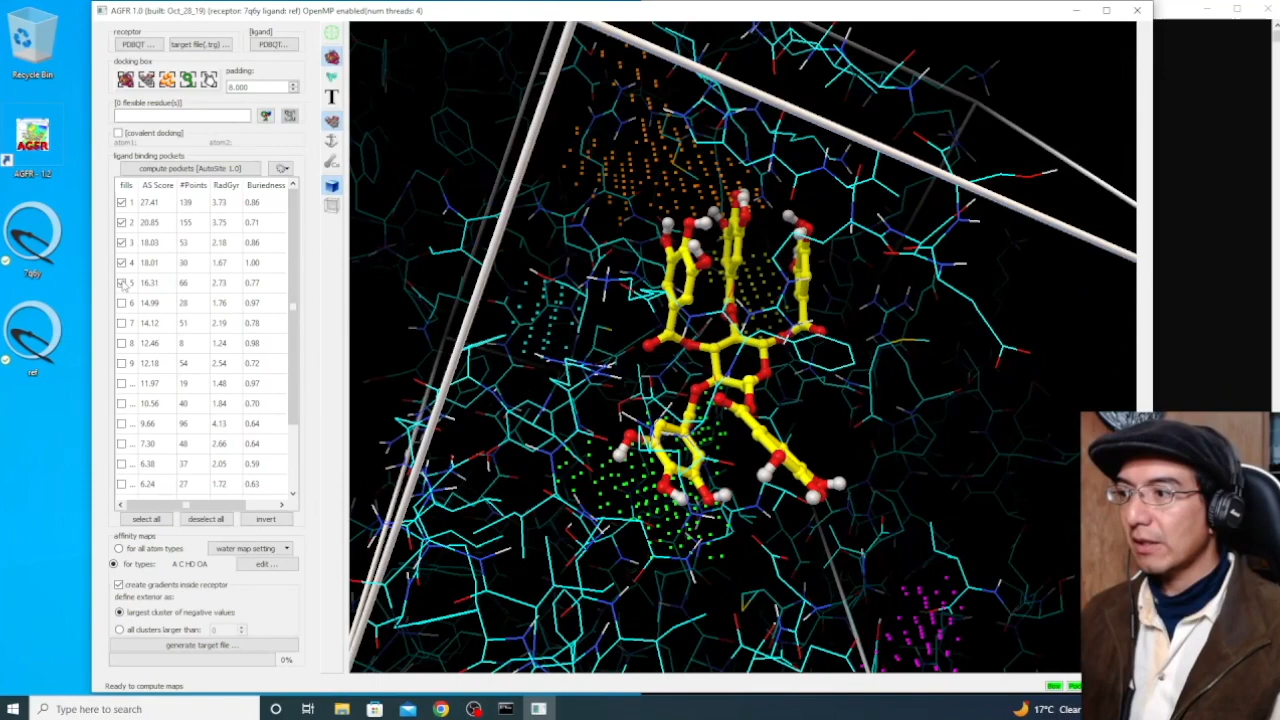 AGFR 1.0 (built: Oct_28_19) (receptor: 7q6y ligand: ref) OpenMP enabled(num threads: 4)
receptor
[ligand]
PDBQT ...
target file(.trg) ...
PDBQT...
docking box
padding:
8.000
[0 flexible residue(s)]
[covalent docking]
atom1:
atom2:
ligand binding pockets
compute pockets [AutoSite 1.0]
fills AS Score #Points RadGyr Buriedness
1 27.41 139 3.73 0.86
2 20.85 155 3.75 0.71
3 18.03 53 2.18 0.86
4 18.01 30 1.67 1.00
5 16.31 66 2.73 0.77
6 14.99 28 1.76 0.97
7 14.12 51 2.19 0.78
8 12.46 8 1.24 0.98
9 12.18 54 2.54 0.72
... 11.97 19 1.48 0.97
... 10.56 40 1.84 0.70
... 9.66 96 4.13 0.64
... 7.30 48 2.66 0.64
... 6.38 37 2.05 0.59
... 6.24 27 1.72 0.63
select all
deselect all
invert
affinity maps
for all atom types
water map setting
for types: A C HD OA
edit ...
create gradients inside receptor
define exterior as:
largest cluster of negative values
all clusters larger than: 0
generate target file ...
0%
Ready to compute maps
Box
T
Recycle Bin
AGFR
AGFR - 1.2
7q6y
ref
Type here to search
17°C Clear